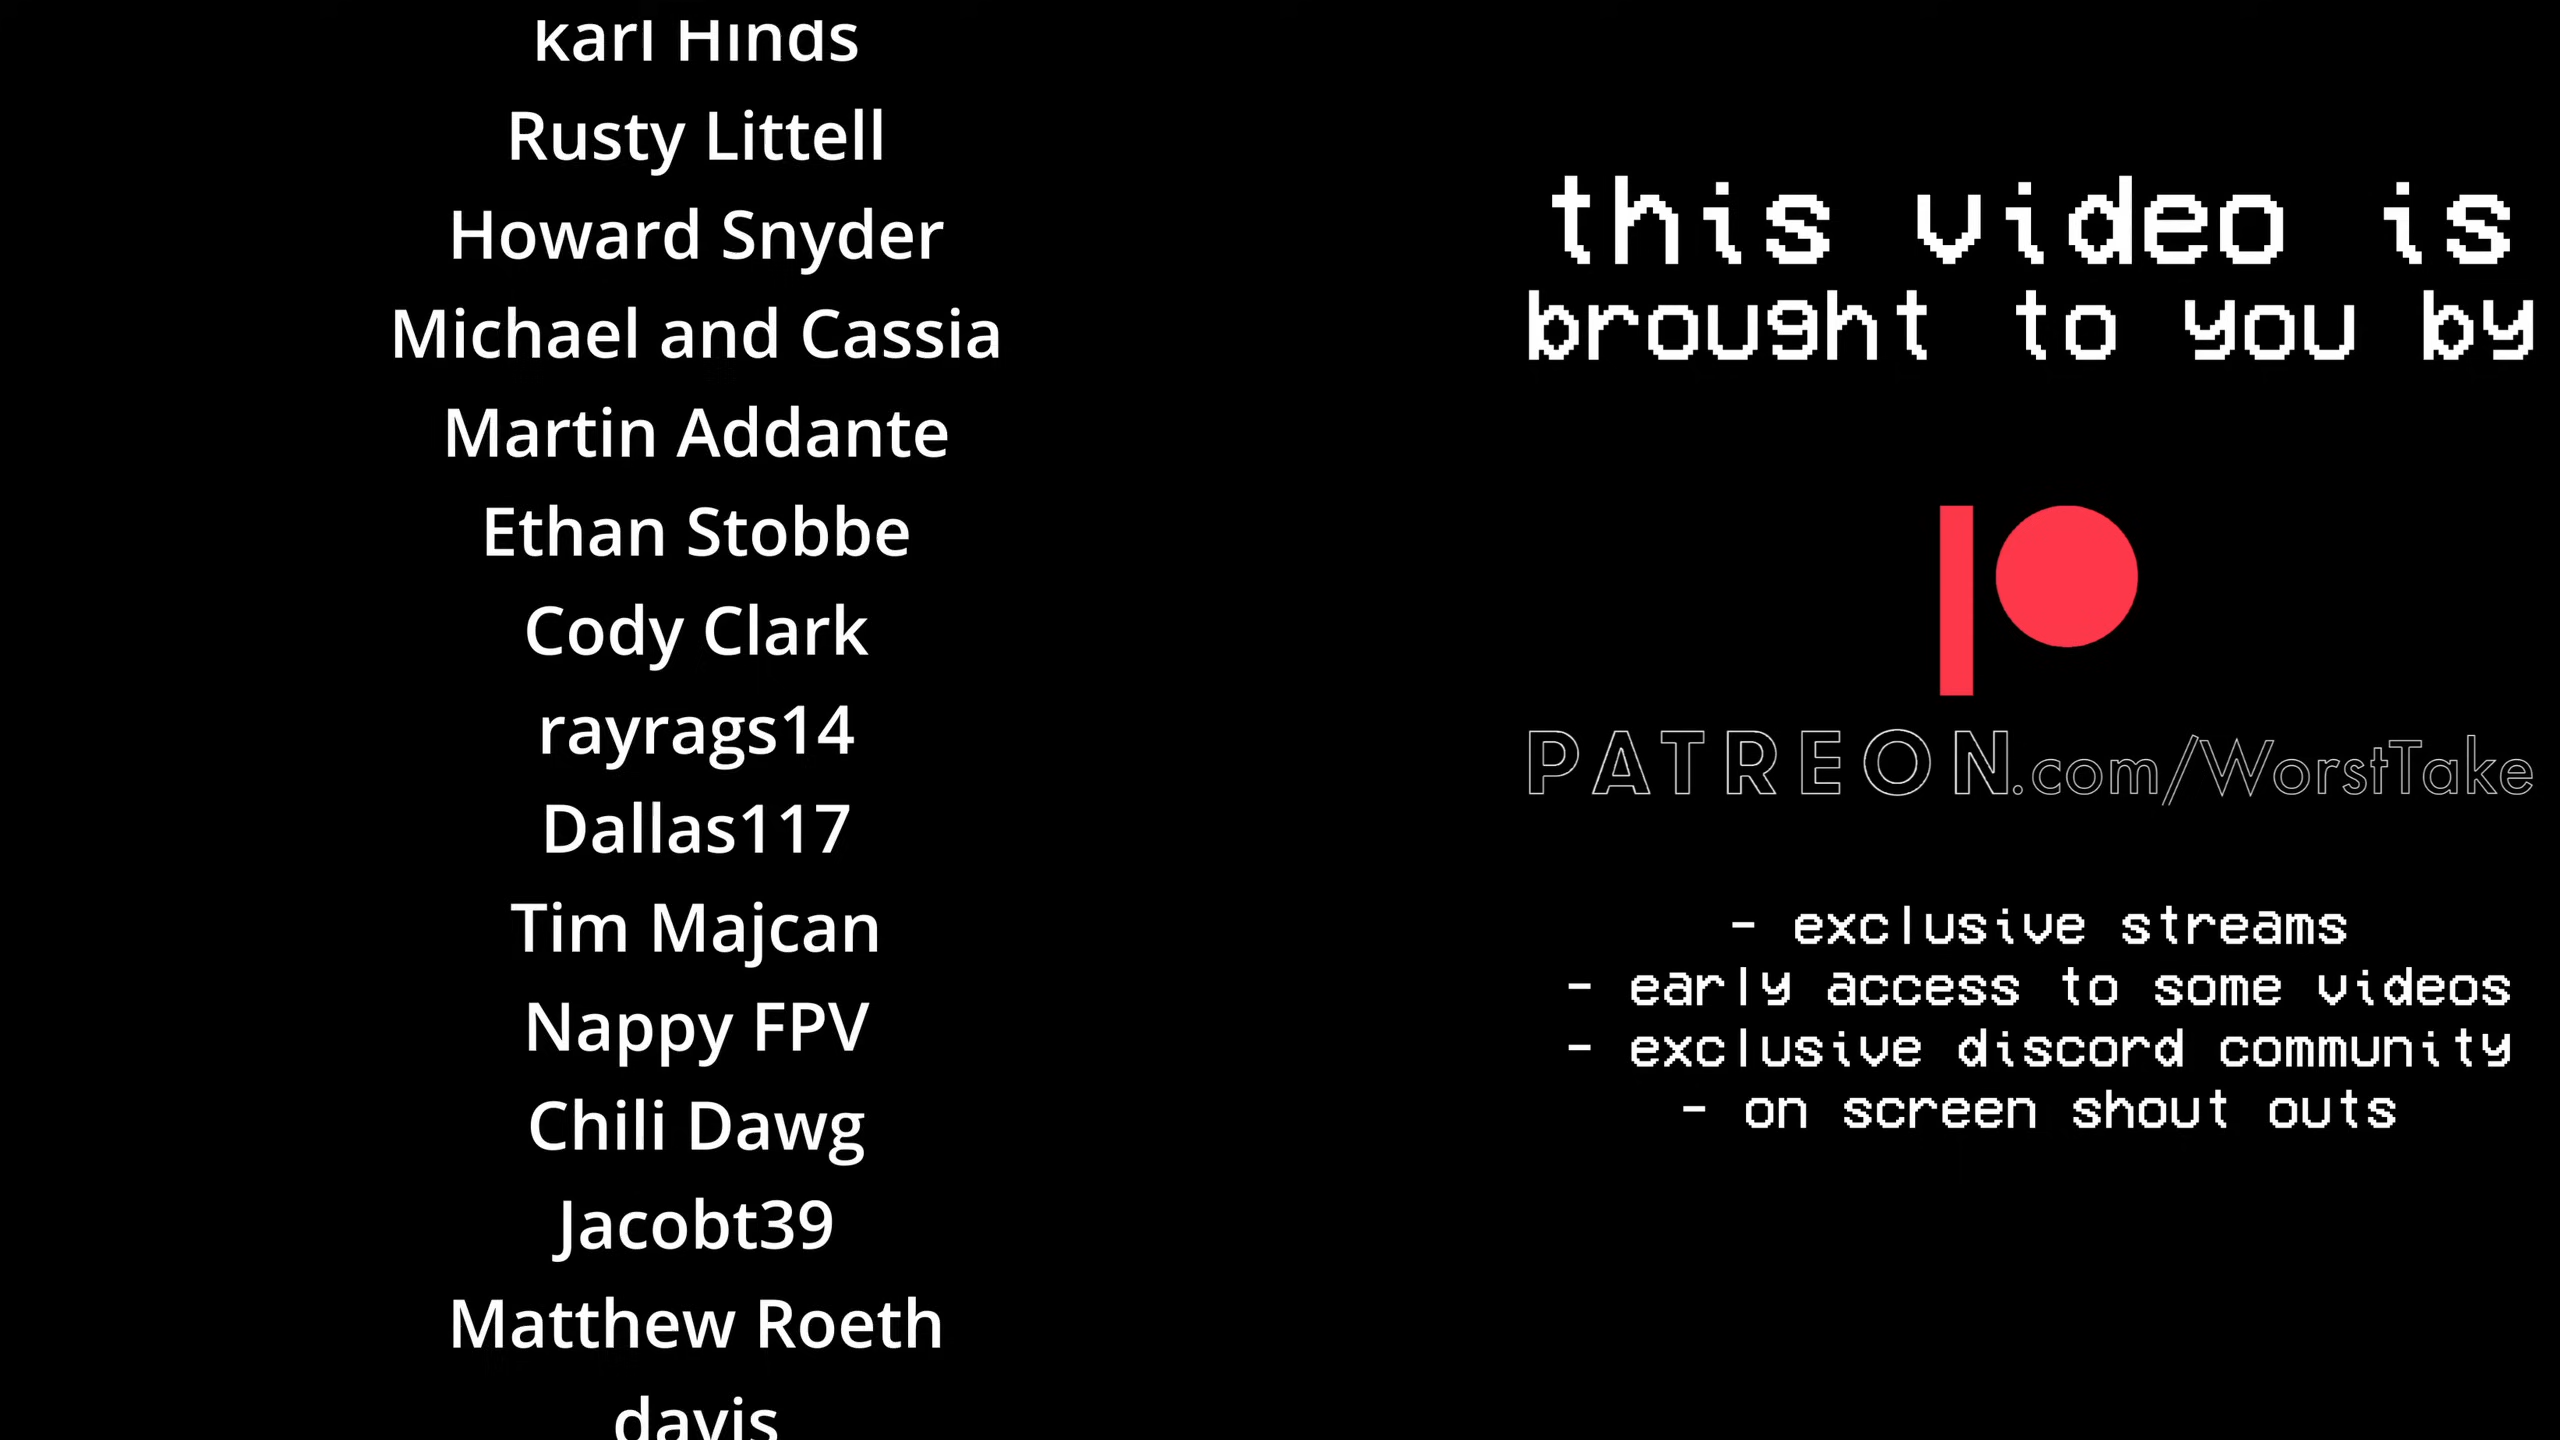 karl Hinds
Rusty Littell
Howard Snyder
Michael and Cassia
Martin Addante
Ethan Stobbe
Cody Clark
rayrags14
Dallas117
Tim Majcan
Nappy FPV
Chili Dawg
Jacobt39
Matthew Roeth
davis
this video is
brought to you by
PATREON.com/WorstTake
- exclusive streams
- early access to some videos
- exclusive discord community
- on screen shout outs